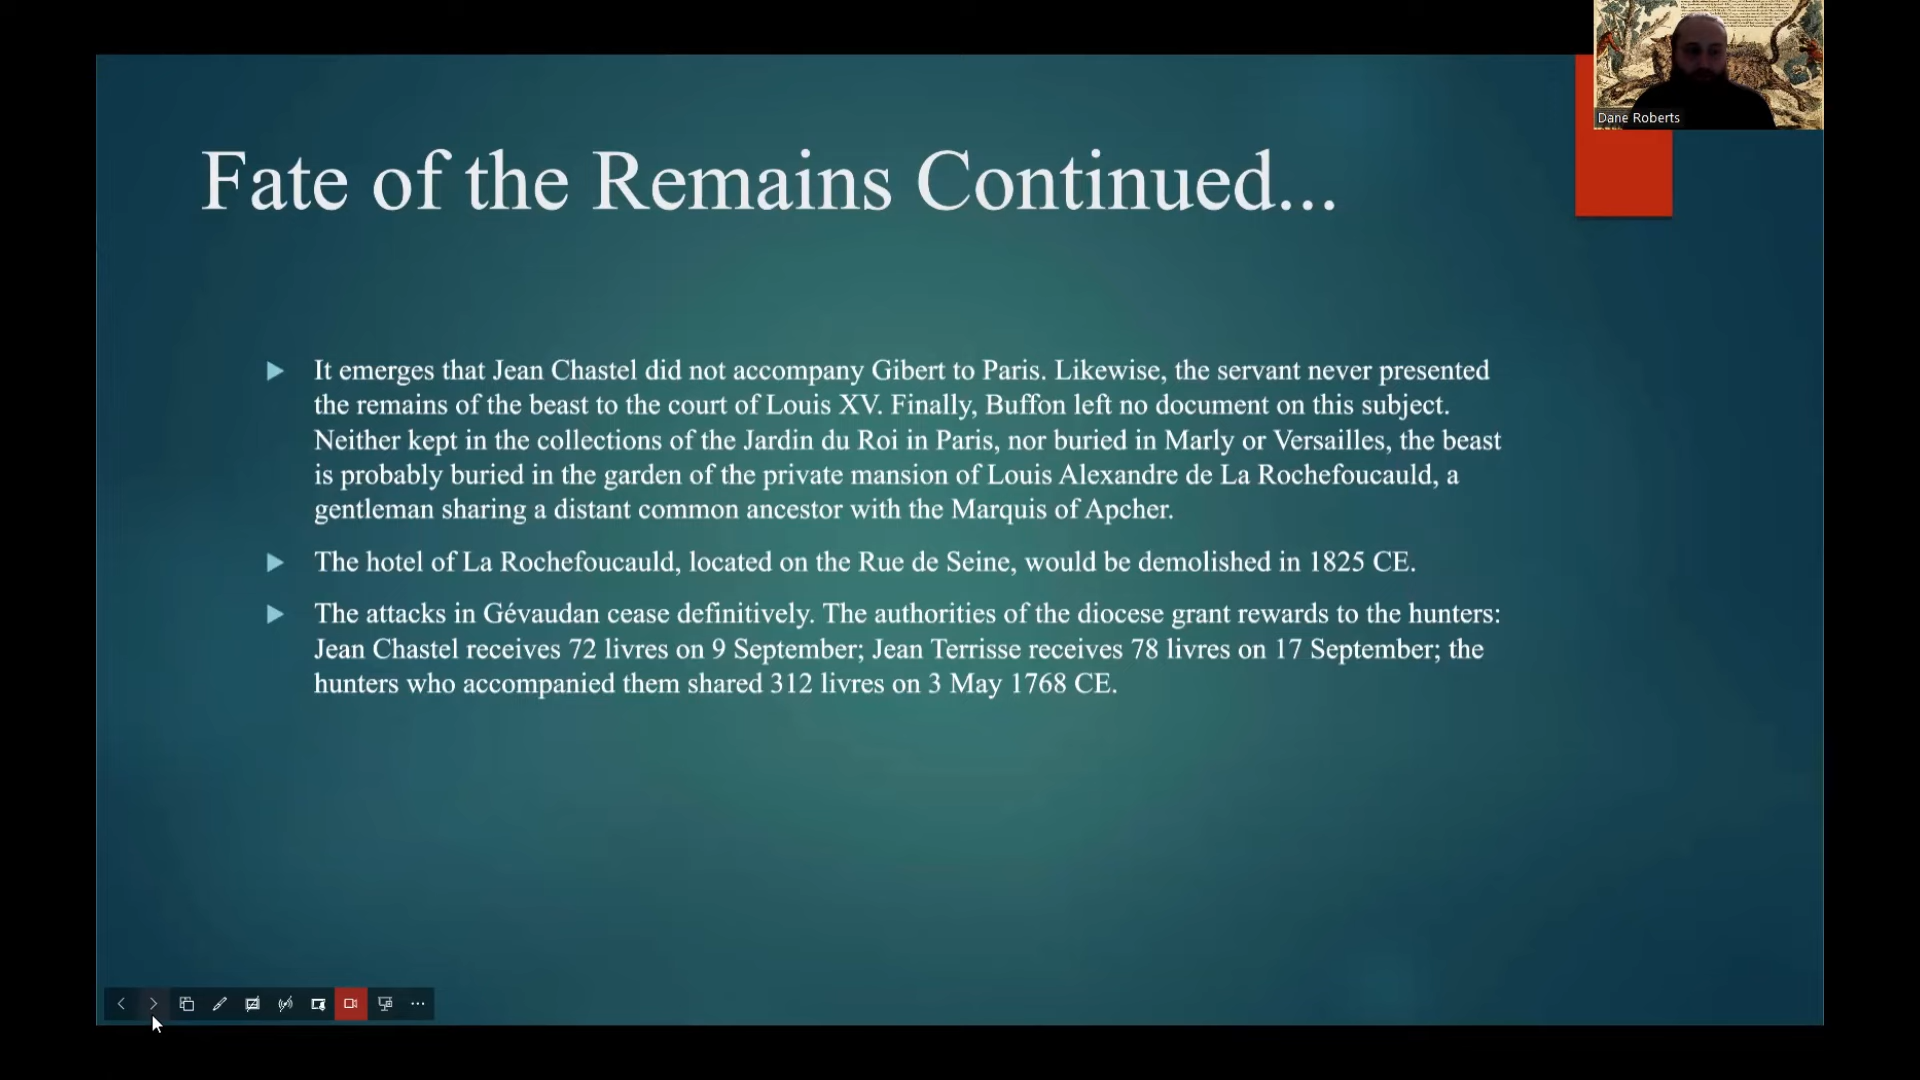 Dane Roberts
Fate of the Remains Continued...
It emerges that Jean Chastel did not accompany Gibert to Paris. Likewise, the servant never presented
the remains of the beast to the court of Louis XV. Finally, Buffon left no document on this subject.
Neither kept in the collections of the Jardin du Roi in Paris, nor buried in Marly or Versailles, the beast
is probably buried in the garden of the private mansion of Louis Alexandre de La Rochefoucauld, a
gentleman sharing a distant common ancestor with the Marquis of Apcher.
The hotel of La Rochefoucauld, located on the Rue de Seine, would be demolished in 1825 CE.
The attacks in Gévaudan cease definitively. The authorities of the diocese grant rewards to the hunters:
Jean Chastel receives 72 livres on 9 September; Jean Terrisse receives 78 livres on 17 September; the
hunters who accompanied them shared 312 livres on 3 May 1768 CE.